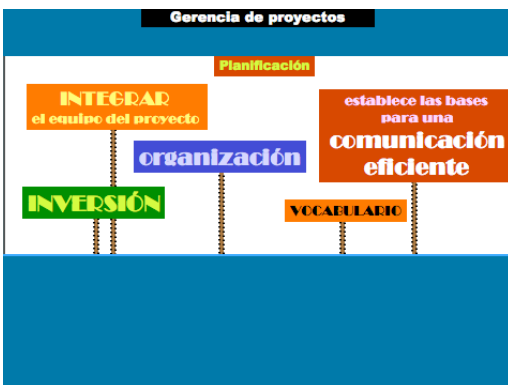 Gerencia de proyectos
Planificación
INTEGRAR
el equipo del proyecto
establece las bases
para una
comunicación
eficiente
organización
INVERSIÓN
VOCABULARIO